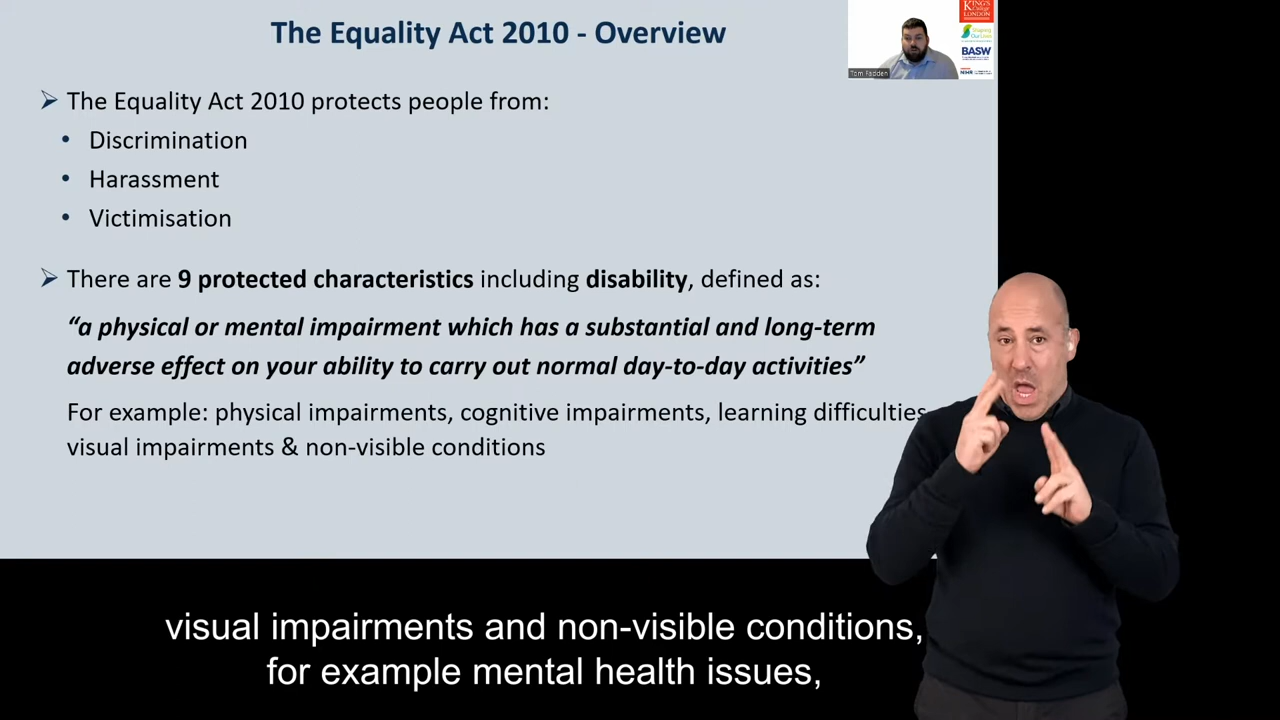 The Equality Act 2010 - Overview
KING'S
College
LONDON
Shaping
Our Lives
BASW
NIHR
Tom Fadden
The Equality Act 2010 protects people from:
• Discrimination
• Harassment
• Victimisation
There are 9 protected characteristics including disability, defined as:
“a physical or mental impairment which has a substantial and long-term
adverse effect on your ability to carry out normal day-to-day activities”
For example: physical impairments, cognitive impairments, learning difficulties
visual impairments & non-visible conditions
visual impairments and non-visible conditions,
for example mental health issues,